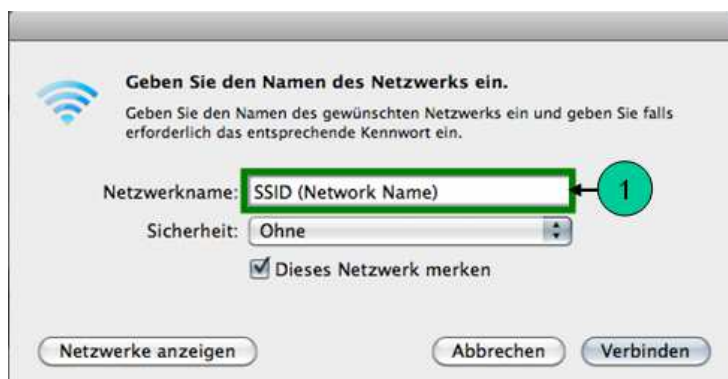 Geben Sie den Namen des Netzwerks ein.
Geben Sie den Namen des gewünschten Netzwerks ein und geben Sie falls
erforderlich das entsprechende Kennwort ein.
Netzwerkname: SSID (Network Name)
1
Sicherheit: Ohne
Dieses Netzwerk merken
Netzwerke anzeigen Abbrechen Verbinden